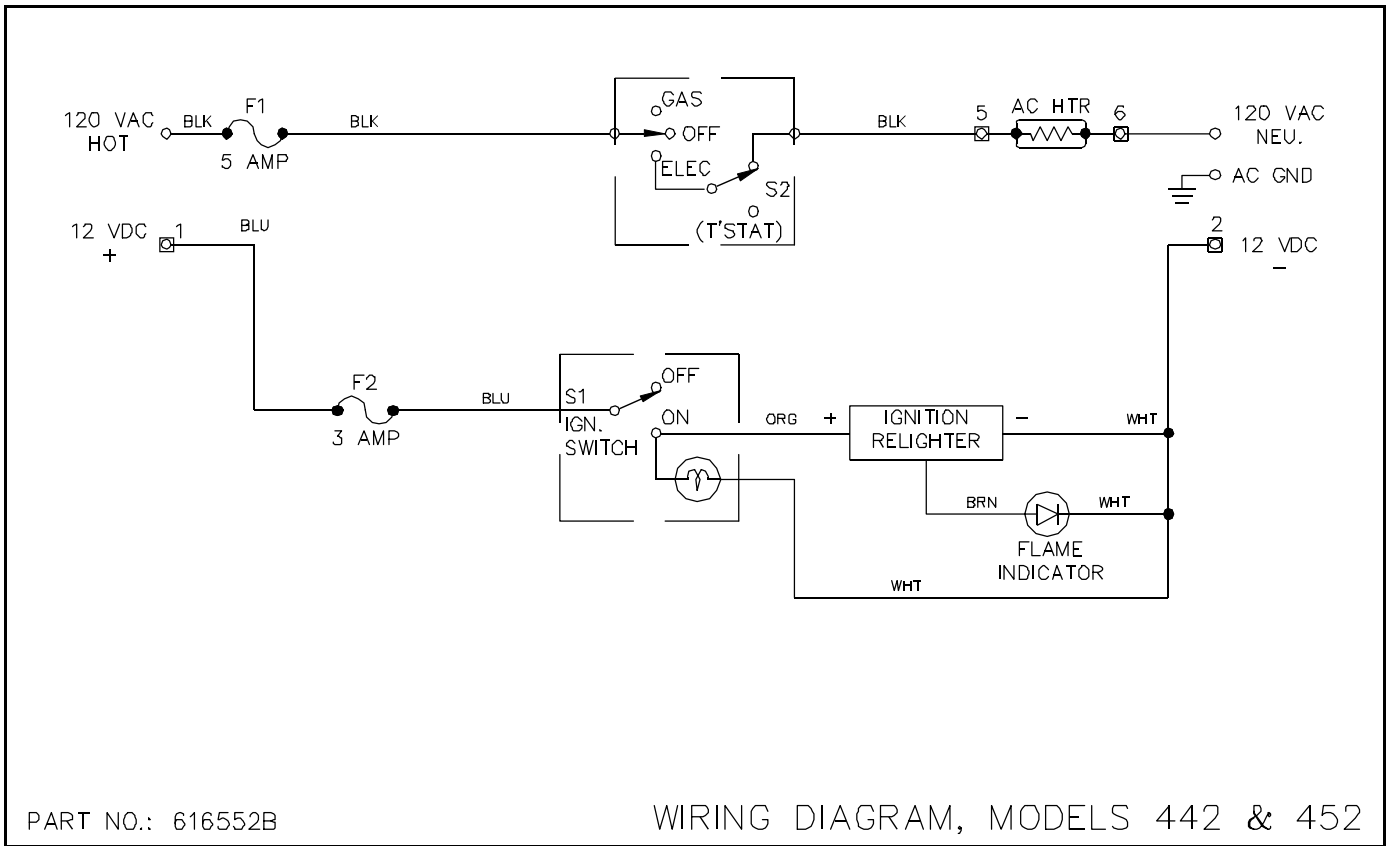 120 VAC
HOT
BLK
F1
5 AMP
BLK
GAS
OFF
ELEC
S2
(T'STAT)
BLK
5
AC HTR
6
120 VAC
NEU.
AC GND
12 VDC
+
1
BLU
2
12 VDC
–
F2
3 AMP
BLU
S1
IGN.
SWITCH
OFF
ON
ORG
+
IGNITION
RELIGHTER
–
WHT
BRN
WHT
FLAME
INDICATOR
WHT
PART NO.: 616552B
WIRING DIAGRAM, MODELS 442 & 452